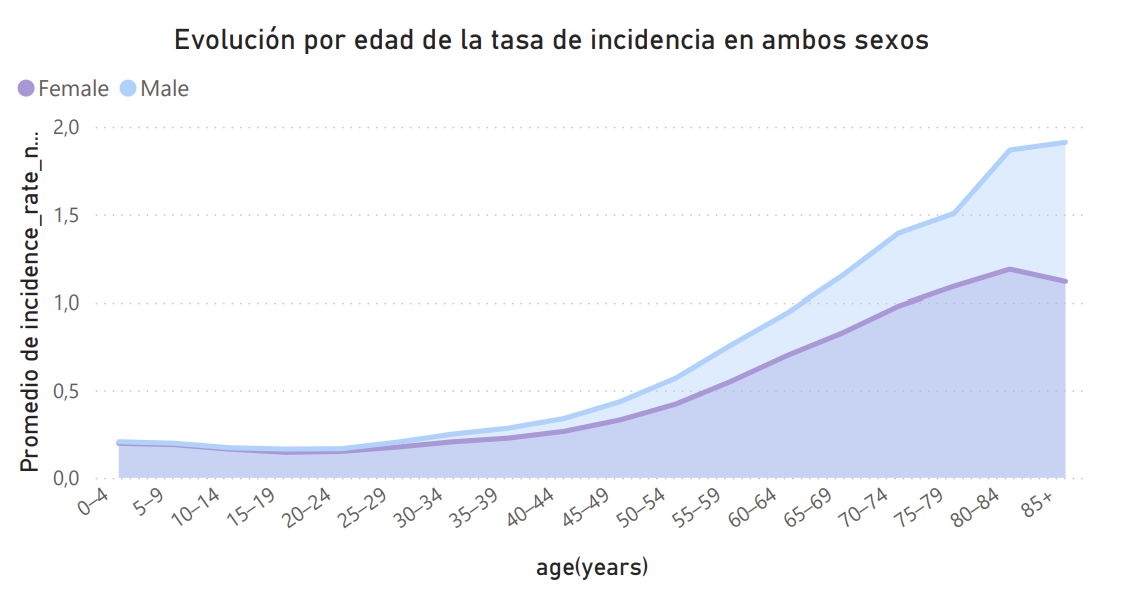 Evolución por edad de la tasa de incidencia en ambos sexos
Female Male
Promedio de incidence_rate_n...
2,0
1,5
1,0
0,5
0,0
0–4 5–9 10–14 15–19 20–24 25–29 30–34 35–39 40–44 45–49 50–54 55–59 60–64 65–69 70–74 75–79 80–84 85+
age(years)